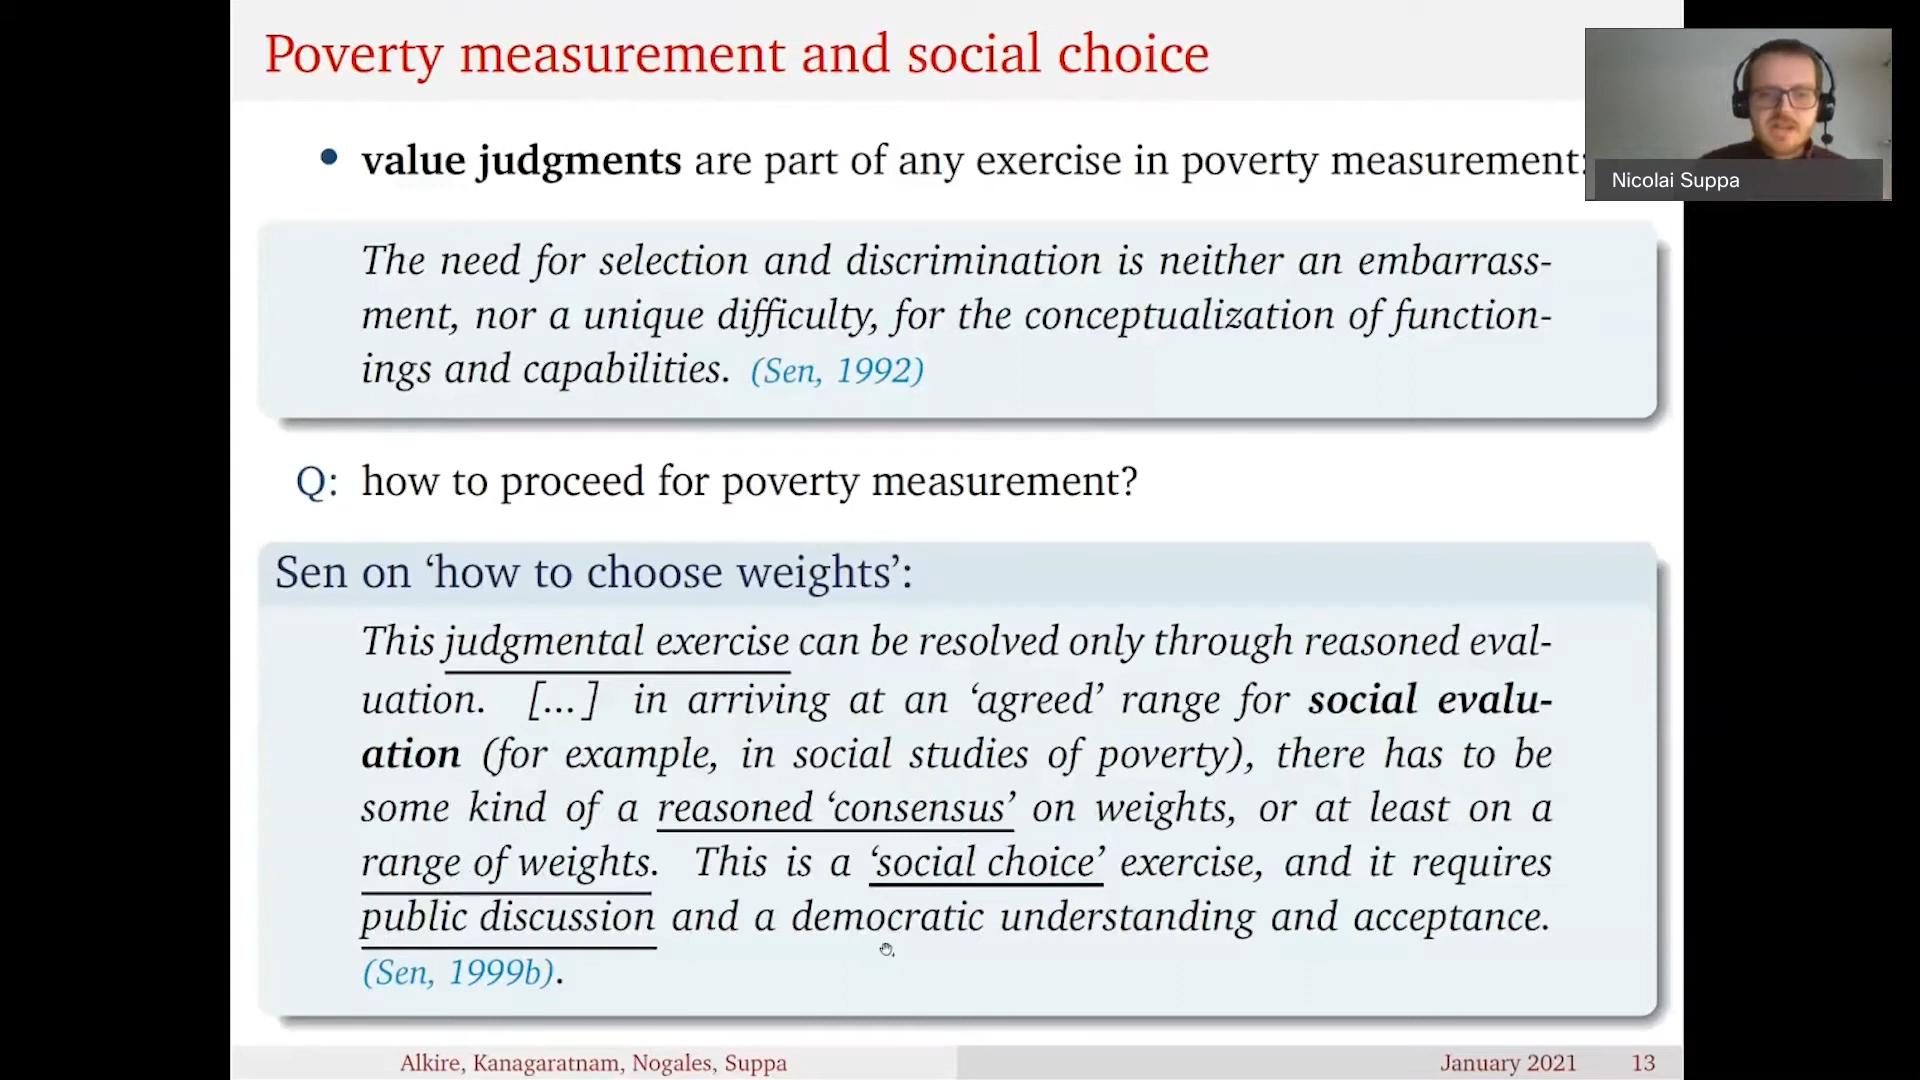 Poverty measurement and social choice
• value judgments are part of any exercise in poverty measurement:
Nicolai Suppa
The need for selection and discrimination is neither an embarrass-
ment, nor a unique difficulty, for the conceptualization of function-
ings and capabilities. (Sen, 1992)
Q: how to proceed for poverty measurement?
Sen on ‘how to choose weights’:
This judgmental exercise can be resolved only through reasoned eval-
uation. [...] in arriving at an ‘agreed’ range for social evalu-
ation (for example, in social studies of poverty), there has to be
some kind of a reasoned ‘consensus’ on weights, or at least on a
range of weights. This is a ‘social choice’ exercise, and it requires
public discussion and a democratic understanding and acceptance.
(Sen, 1999b).
Alkire, Kanagaratnam, Nogales, Suppa January 2021 13